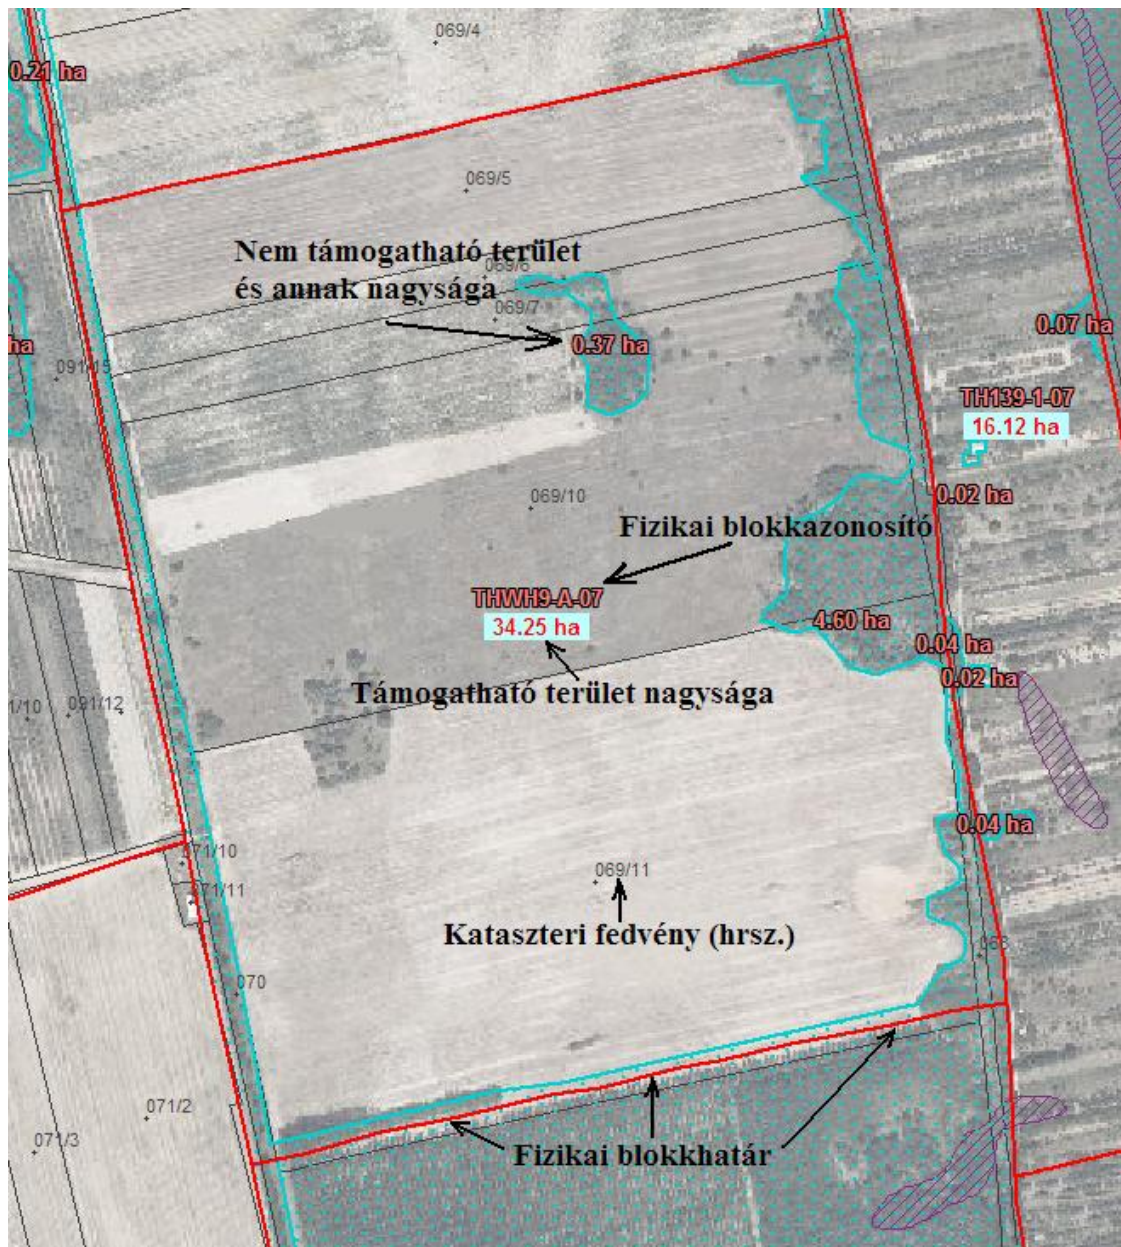 069/4
0.21 ha
069/5
Nem támogatható terület
és annak nagysága
069/6
069/7
0.37 ha
0.07 ha
ha
091/15
TH139-1-07
16.12 ha
069/10
0.02 ha
Fizikai blokkazonosító
THWH9-A-07
34.25 ha
4.60 ha
0.04 ha
0.02 ha
Támogatható terület nagysága
1/10
091/12
0.04 ha
071/10
069/11
071/11
Kataszteri fedvény (hrsz.)
070
071/2
071/3
Fizikai blokkhatár